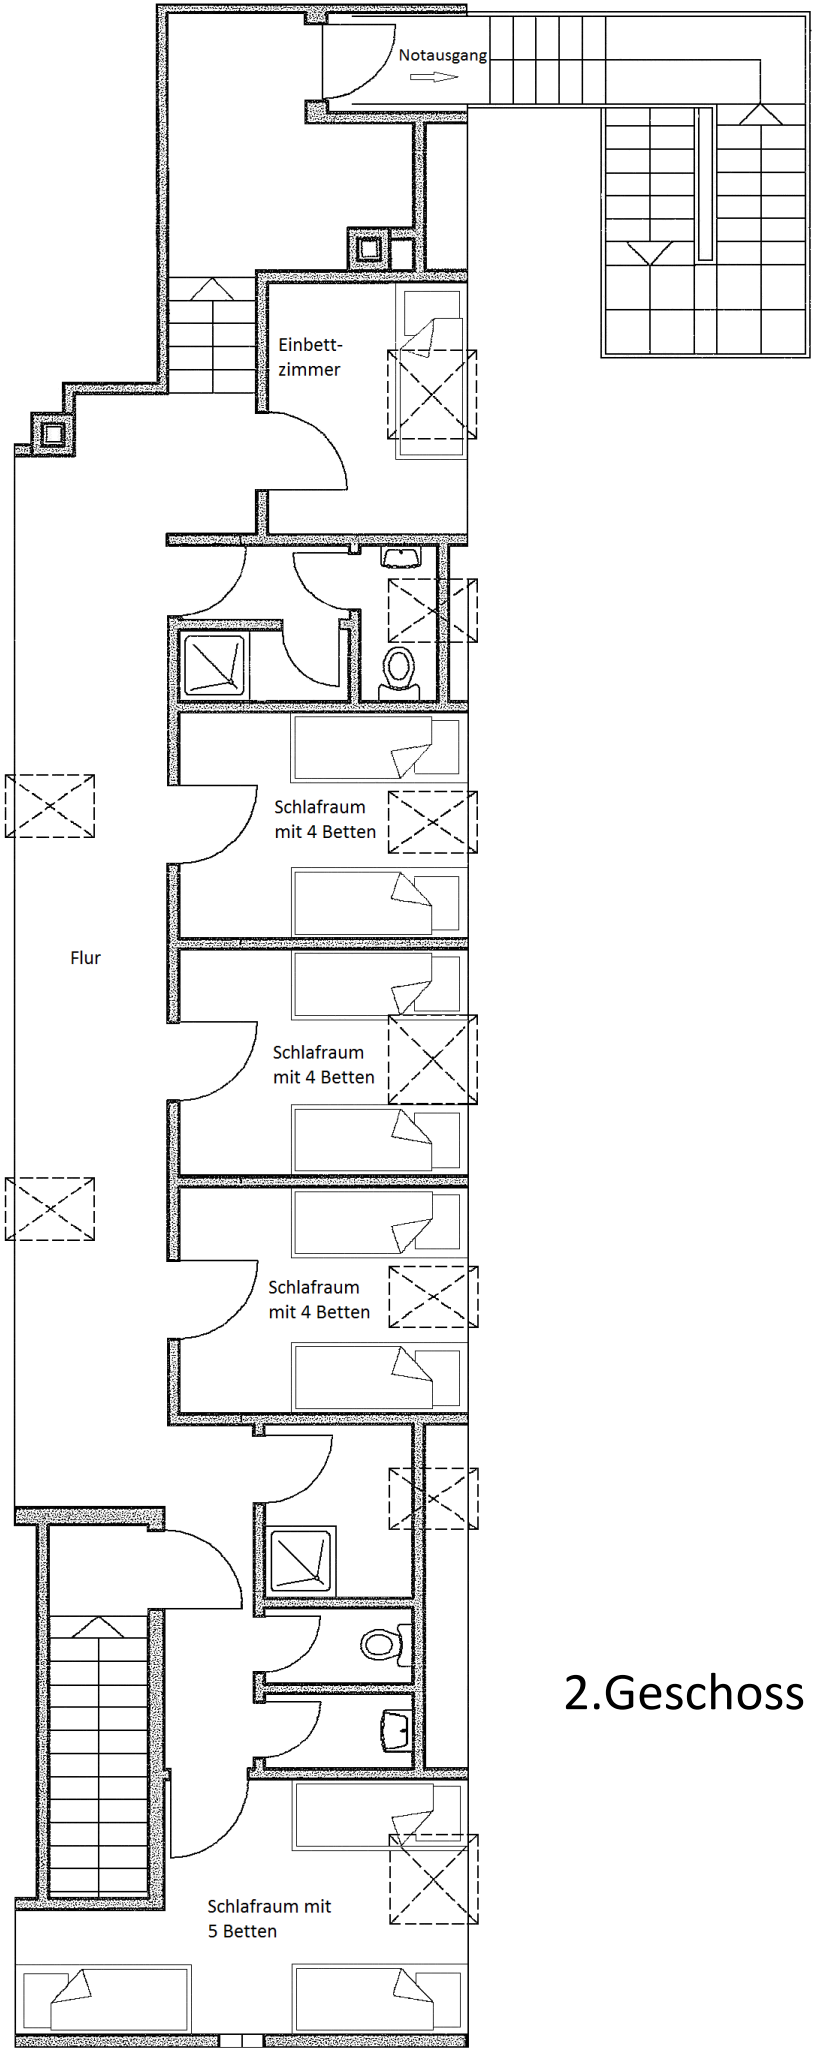 Notausgang
Einbett-
zimmer
Schlafraum
mit 4 Betten
Flur
Schlafraum
mit 4 Betten
Schlafraum
mit 4 Betten
2.Geschoss
Schlafraum mit
5 Betten